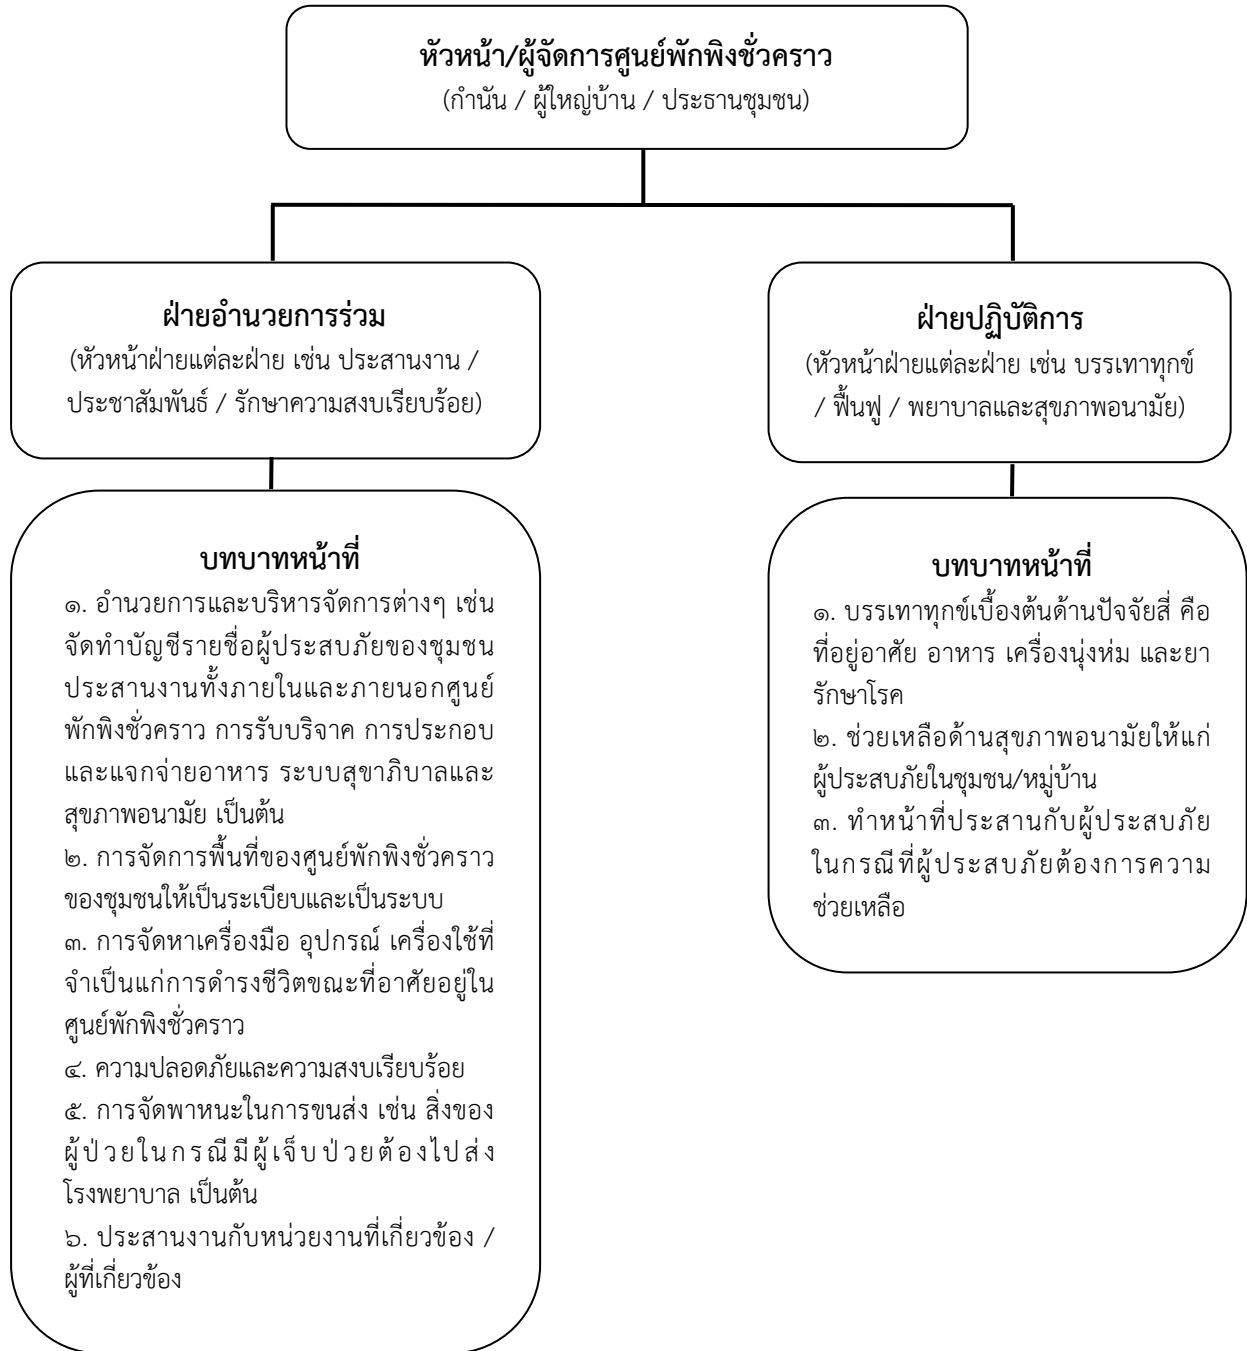 หัวหน้า/ผู้จัดการศูนย์พักพิงชั่วคราว
(กำนัน / ผู้ใหญ่บ้าน / ประธานชุมชน)
ฝ่ายอำนวยการร่วม
(หัวหน้าฝ่ายแต่ละฝ่าย เช่น ประสานงาน /
ประชาสัมพันธ์ / รักษาความสงบเรียบร้อย)
บทบาทหน้าที่
๑. อำนวยการและบริหารจัดการต่างๆ เช่น
จัดทำบัญชีรายชื่อผู้ประสบภัยของชุมชน
ประสานงานทั้งภายในและภายนอกศูนย์
พักพิงชั่วคราว การรับบริจาค การประกอบ
และแจกจ่ายอาหาร ระบบสุขาภิบาลและ
สุขภาพอนามัย เป็นต้น
๒. การจัดการพื้นที่ของศูนย์พักพิงชั่วคราว
ของชุมชนให้เป็นระเบียบและเป็นระบบ
๓. การจัดหาเครื่องมือ อุปกรณ์ เครื่องใช้ที่
จำเป็นแก่การดำรงชีวิตขณะที่อาศัยอยู่ใน
ศูนย์พักพิงชั่วคราว
๔. ความปลอดภัยและความสงบเรียบร้อย
๕. การจัดพาหนะในการขนส่ง เช่น สิ่งของ
ผู้ป่วยในกรณีมีผู้เจ็บป่วยต้องไปส่ง
โรงพยาบาล เป็นต้น
๖. ประสานงานกับหน่วยงานที่เกี่ยวข้อง /
ผู้ที่เกี่ยวข้อง
ฝ่ายปฏิบัติการ
(หัวหน้าฝ่ายแต่ละฝ่าย เช่น บรรเทาทุกข์
/ ฟื้นฟู / พยาบาลและสุขภาพอนามัย)
บทบาทหน้าที่
๑. บรรเทาทุกข์เบื้องต้นด้านปัจจัยสี่ คือ
ที่อยู่อาศัย อาหาร เครื่องนุ่งห่ม และยา
รักษาโรค
๒. ช่วยเหลือด้านสุขภาพอนามัยให้แก่
ผู้ประสบภัยในชุมชน/หมู่บ้าน
๓. ทำหน้าที่ประสานกับผู้ประสบภัย
ในกรณีที่ผู้ประสบภัยต้องการความ
ช่วยเหลือ